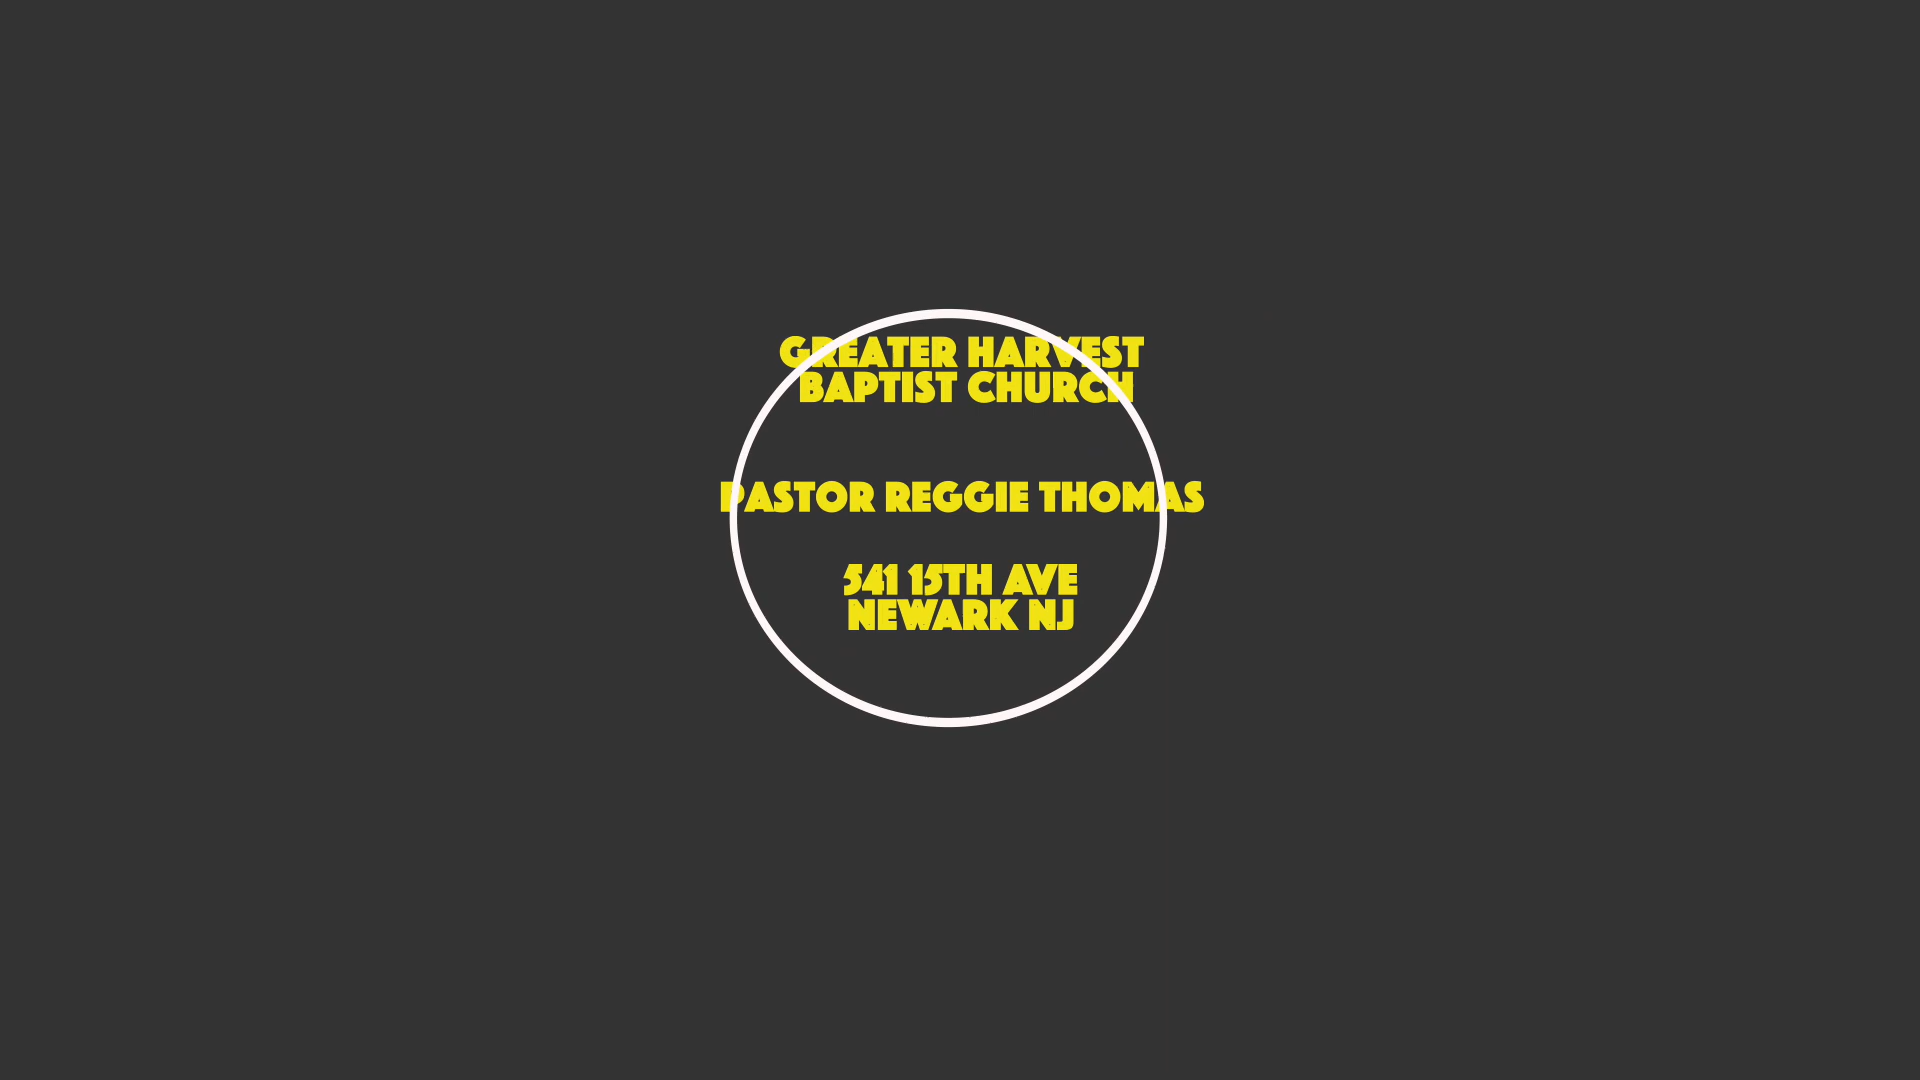 GREATER HARVEST
BAPTIST CHURCH
PASTOR REGGIE THOMAS
541 15TH AVE
NEWARK NJ